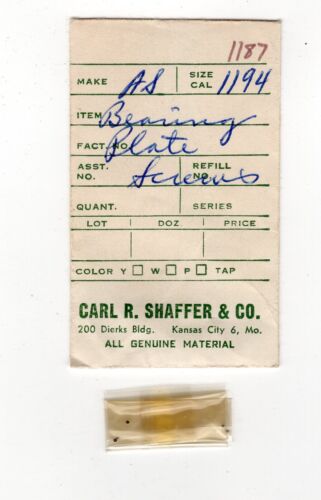 1187
MAKE AS SIZE CAL 1194
ITEM Bearing
FACT. NO. Plate
ASST. NO. Screws REFILL NO.
QUANT. SERIES
LOT DOZ. PRICE
COLOR Y W P TAP
CARL R. SHAFFER & CO.
200 Dierks Bldg. Kansas City 6, Mo.
ALL GENUINE MATERIAL